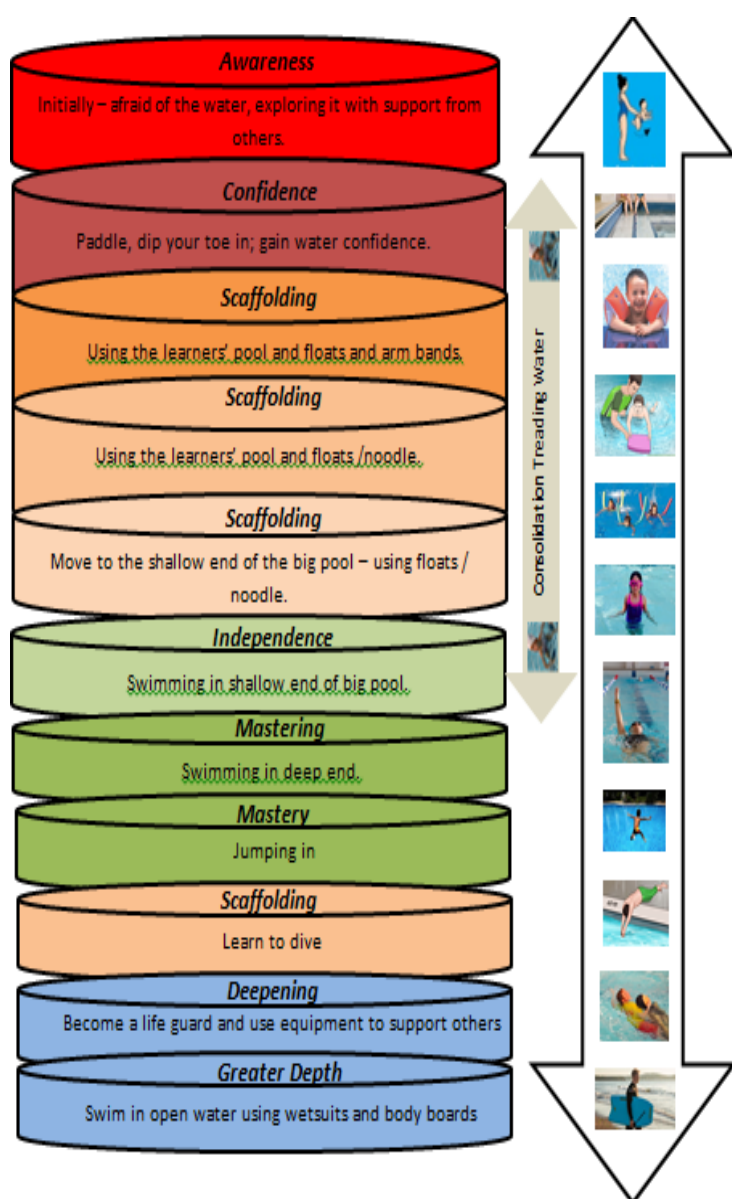 Awareness
Initially – afraid of the water, exploring it with support from
others.
Confidence
Paddle, dip your toe in; gain water confidence.
Scaffolding
Using the learners’ pool and floats and arm bands.
Scaffolding
Using the learners’ pool and floats /noodle.
Scaffolding
Move to the shallow end of the big pool – using floats /
noodle.
Independence
Swimming in shallow end of big pool.
Mastering
Swimming in deep end.
Mastery
Jumping in
Scaffolding
Learn to dive
Deepening
Become a life guard and use equipment to support others
Greater Depth
Swim in open water using wetsuits and body boards
Consolidation Treading Water